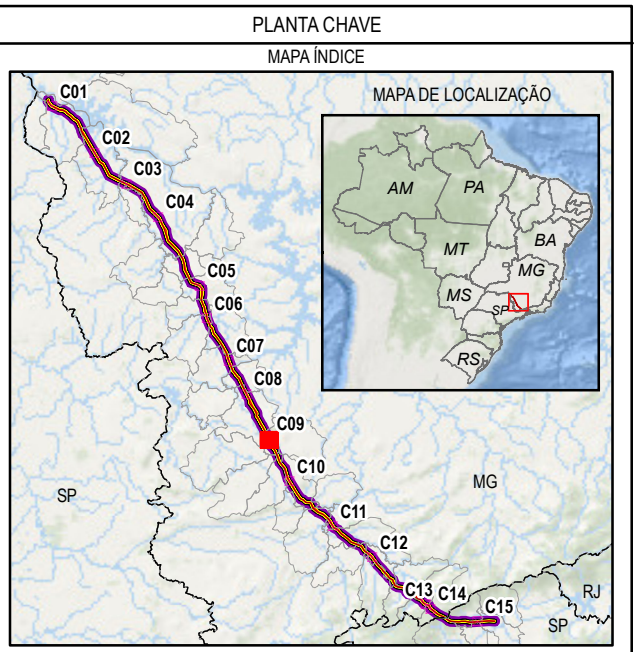 PLANTA CHAVE
MAPA ÍNDICE
MAPA DE LOCALIZAÇÃO
C01
C02
C03
C04
C05
C06
C07
C08
C09
C10
C11
C12
C13
C14
C15
SP
MG
RJ
SP
AM
PA
MT
BA
MG
MS
SP
RS